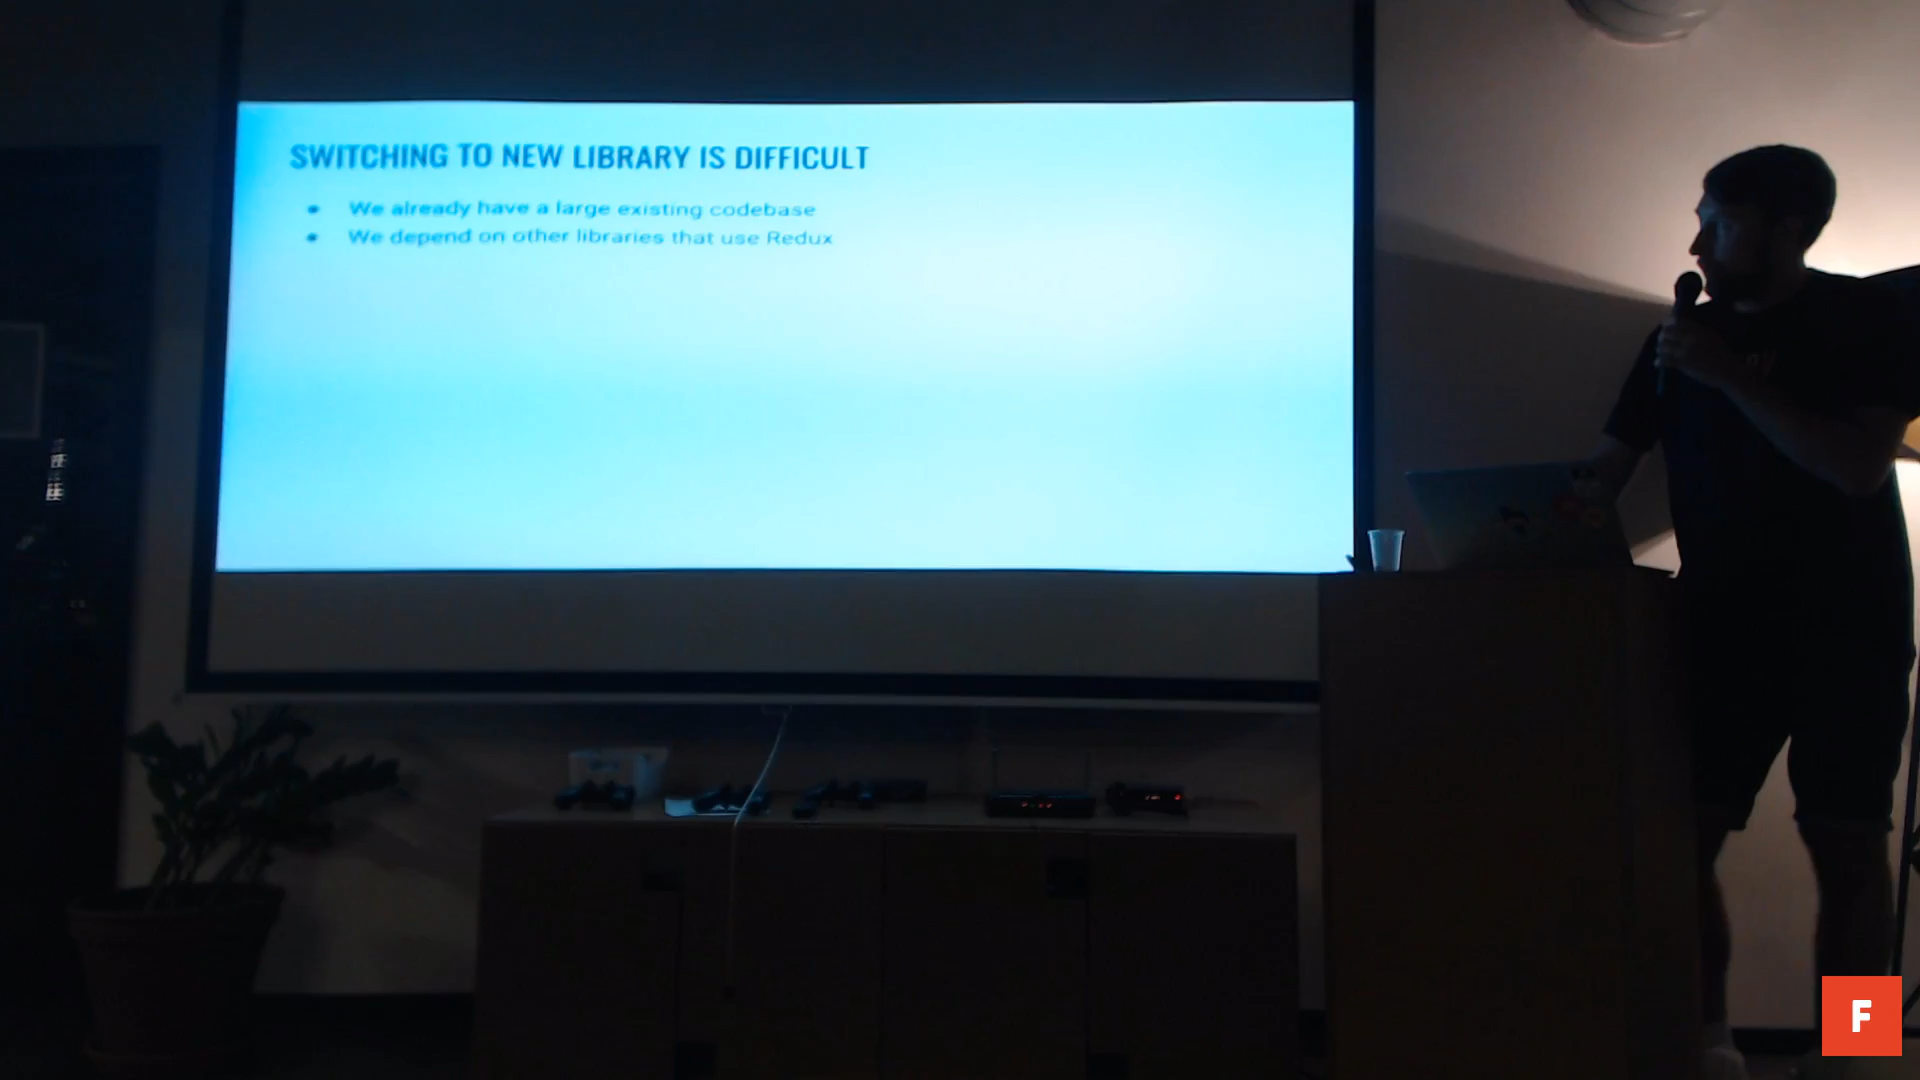 SWITCHING TO NEW LIBRARY IS DIFFICULT
• We already have a large existing codebase
• We depend on other libraries that use Redux
F